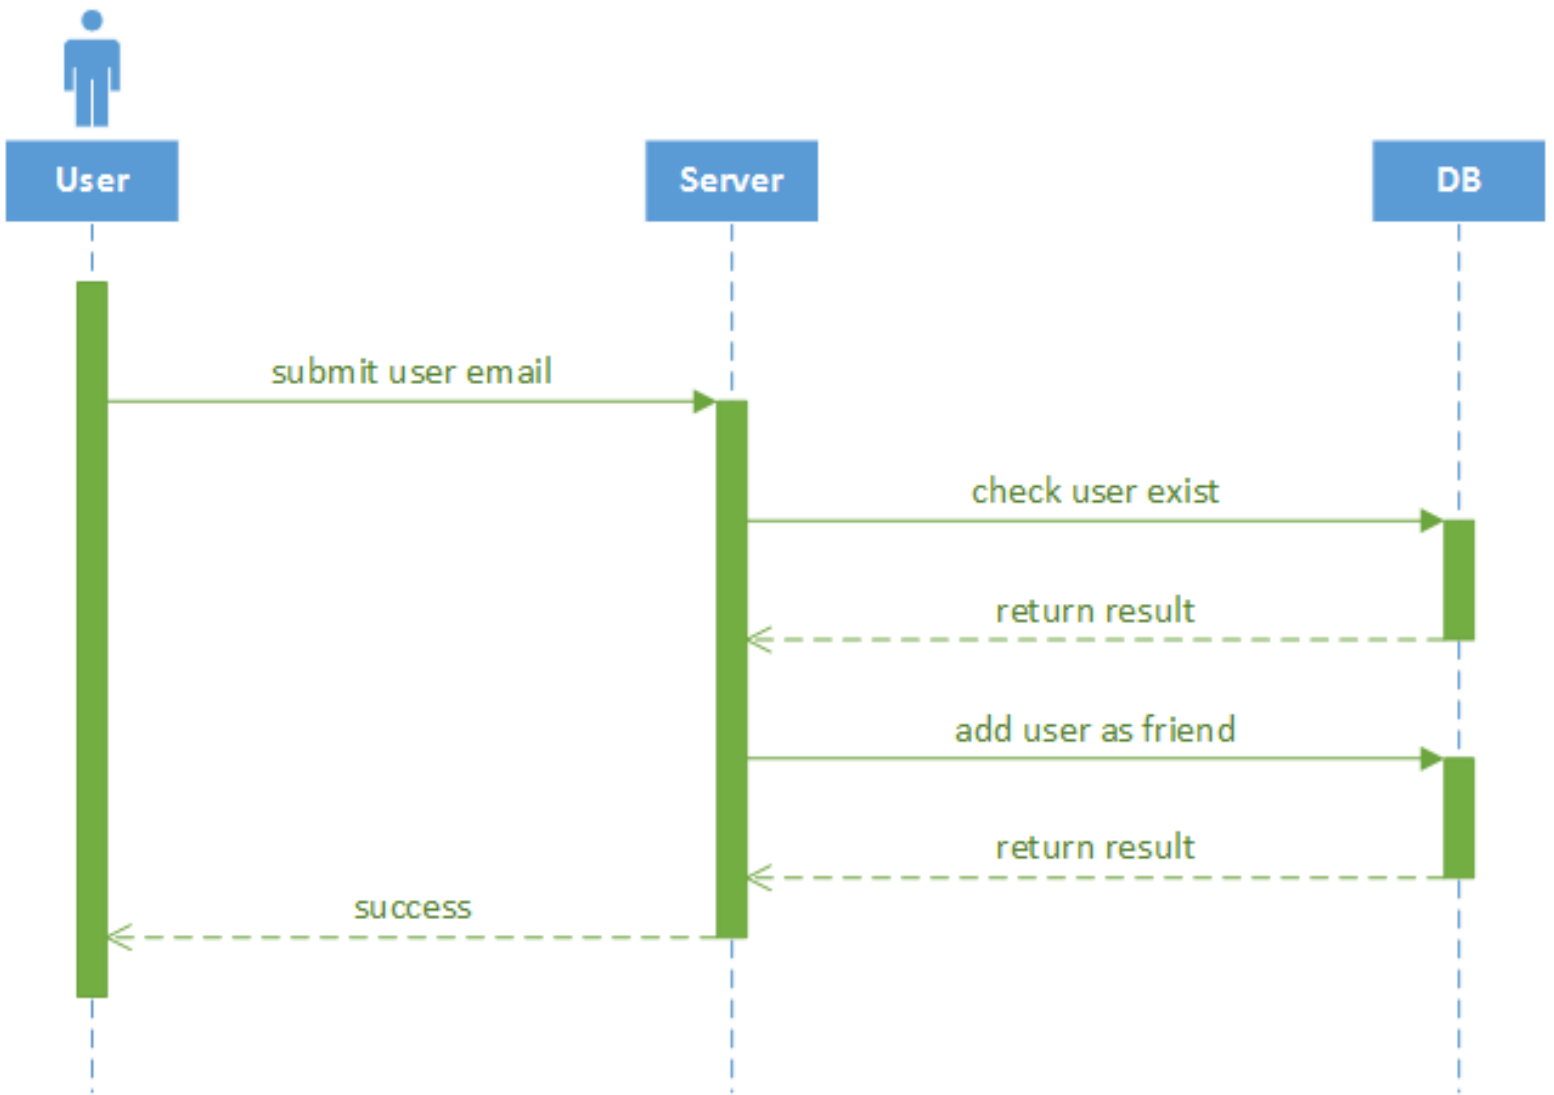 User
Server
DB
submit user email
check user exist
return result
add user as friend
return result
success